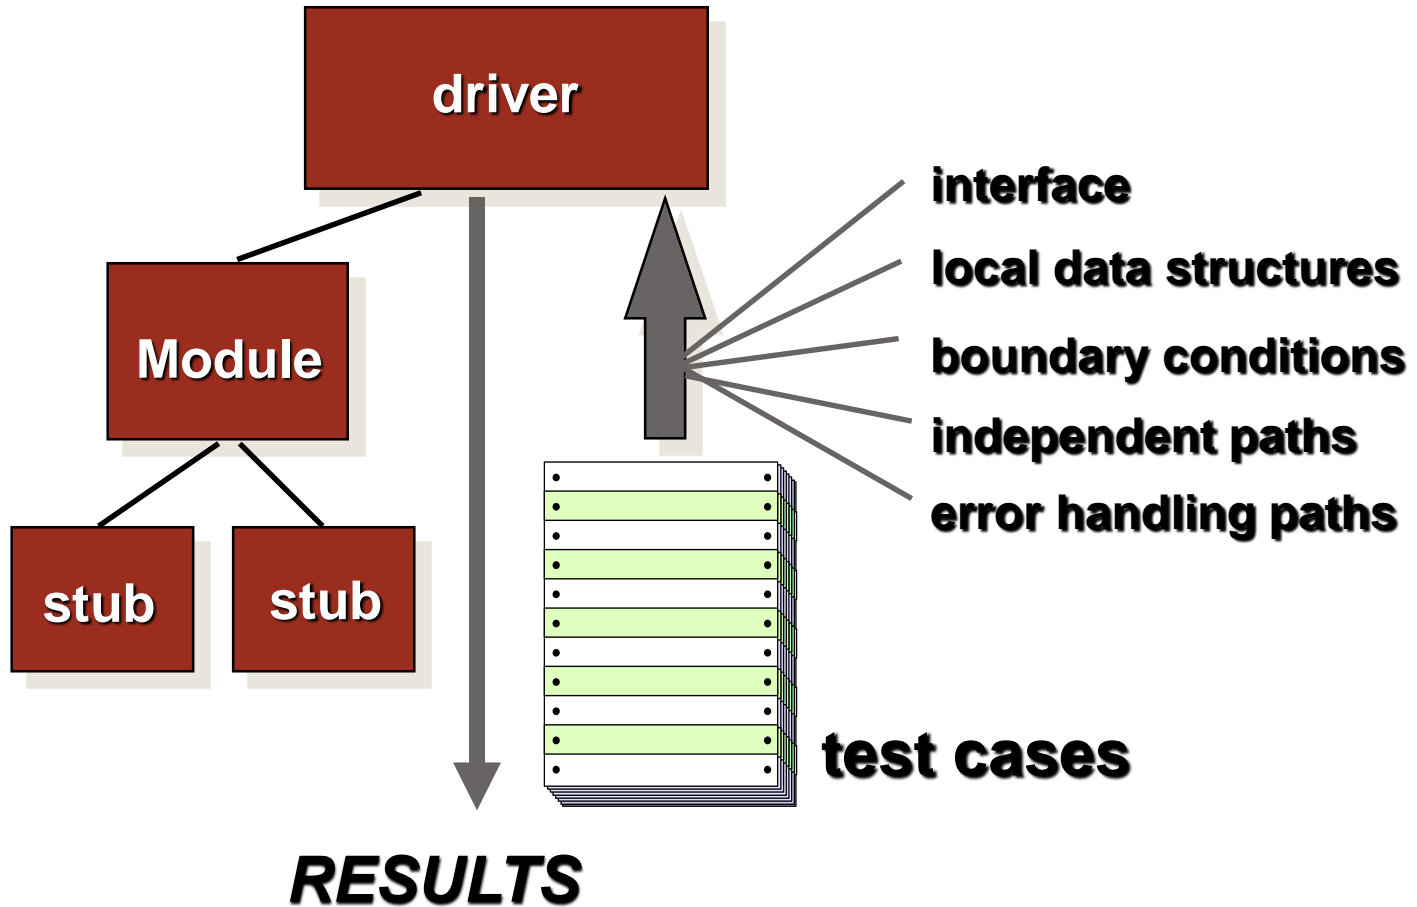 driver
interface
local data structures
Module
boundary conditions
independent paths
error handling paths
stub
stub
test cases
RESULTS